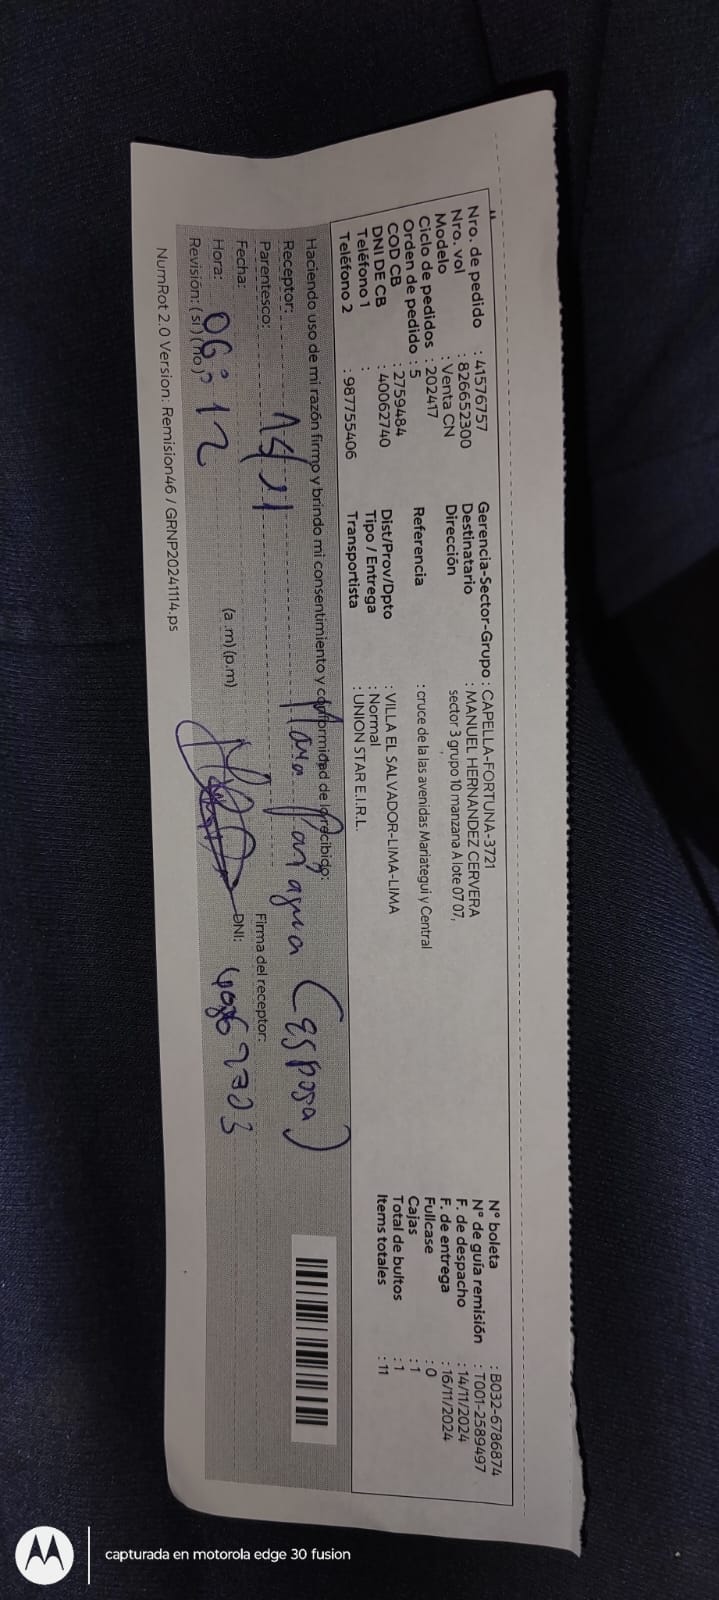 Nro. de pedido : 41576757
Nro. vol : 826652300
Modelo : Venta CN
Ciclo de pedidos : 202417
Orden de pedido : 5
COD CB : 2759484
DNI DE CB : 40062740
Teléfono 1 :
Teléfono 2 : 987755406
Gerencia-Sector-Grupo : CAPELLA-FORTUNA-3721
Destinatario : MANUEL HERNANDEZ CERVERA
Dirección sector 3 grupo 10 manzana A lote 07 07,
Referencia : cruce de la las avenidas Mariategui y Central
Dist/Prov/Dpto : VILLA EL SALVADOR-LIMA-LIMA
Tipo / Entrega : Normal
Transportista : UNION STAR E.I.R.L.
N° boleta : B032-6786874
N° de guía remisión : T001-2589497
F. de despacho : 14/11/2024
F. de entrega : 16/11/2024
Fullcase : 0
Cajas : 1
Total de bultos : 1
Items totales : 11
Haciendo uso de mi razón firmo y brindo mi consentimiento y conformidad de lo recibido:
Receptor: (esposa)
Parentesco:
Firma del receptor:
Fecha: 15/11
Hora: 06:12 (a .m) (p.m) DNI:
Revisión: ( si ) ( no )
NumRot 2.0 Version: Remision46 / GRNP20241114.ps
capturada en motorola edge 30 fusion